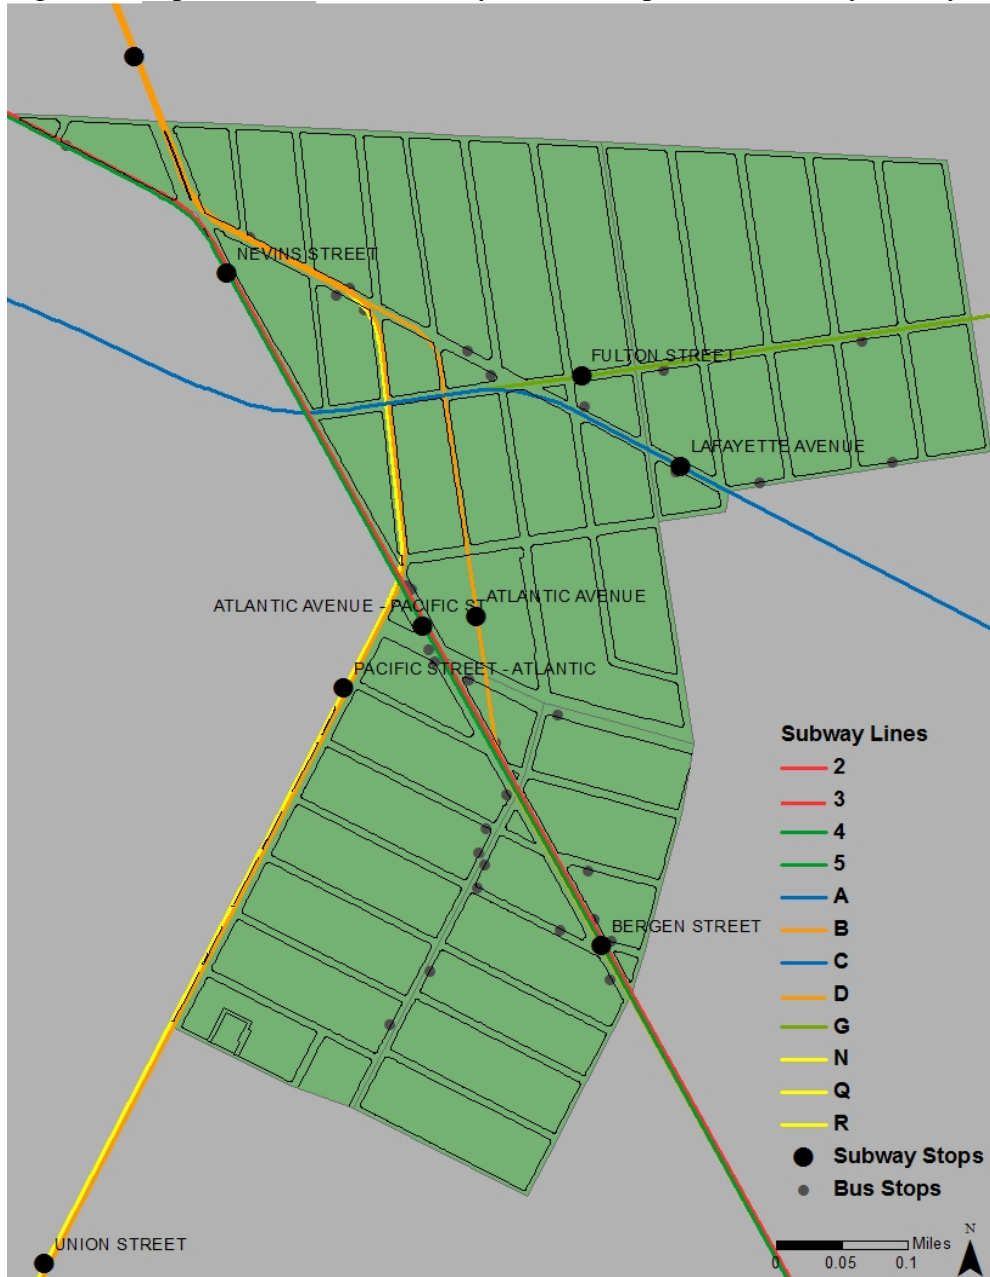 NEVINS STREET
FULTON STREET
LAFAYETTE AVENUE
ATLANTIC AVENUE - PACIFIC ST
ATLANTIC AVENUE
PACIFIC STREET - ATLANTIC
BERGEN STREET
UNION STREET
Subway Lines
2
3
4
5
A
B
C
D
G
N
Q
R
Subway Stops
Bus Stops
N
Miles
0 0.05 0.1